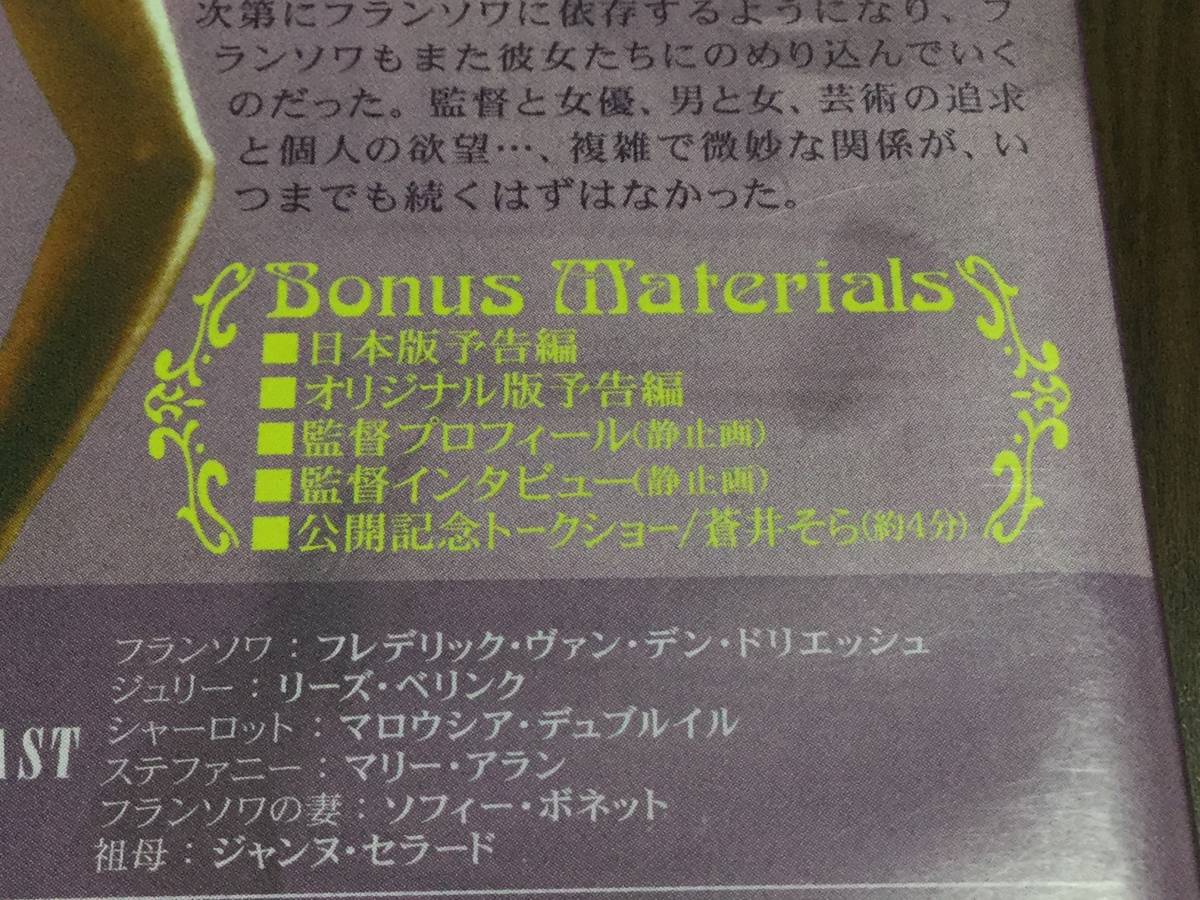 次第にフランソワに依存するようになり、フ
ランソワもまた彼女たちにのめり込んでいく
のだった。監督と女優、男と女、芸術の追求
と個人の欲望…、複雑で微妙な関係が、い
つまでも続くはずはなかった。
Bonus Materials
■日本版予告編
■オリジナル版予告編
■監督プロフィール(静止画)
■監督インタビュー(静止画)
■公開記念トークショー/蒼井そら(約4分)
フランソワ：フレデリック・ヴァン・デン・ドリエッシュ
ジュリー：リーズ・ベリンク
シャーロット：マロウシア・デュブルイル
AST
ステファニー：マリー・アラン
フランソワの妻：ソフィー・ボネット
祖母：ジャンヌ・セラード